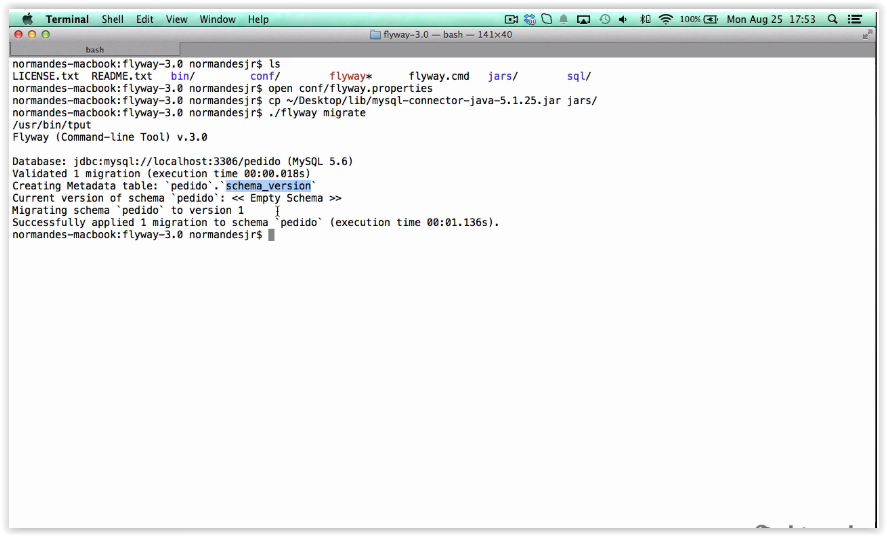 Terminal Shell Edit View Window Help 100% Mon Aug 25 17:53
flyway-3.0 — bash — 141×40
bash
normandes-macbook:flyway-3.0 normandesjr$ ls
LICENSE.txt README.txt bin/ conf/ flyway* flyway.cmd jars/ sql/
normandes-macbook:flyway-3.0 normandesjr$ open conf/flyway.properties
normandes-macbook:flyway-3.0 normandesjr$ cp ~/Desktop/lib/mysql-connector-java-5.1.25.jar jars/
normandes-macbook:flyway-3.0 normandesjr$ ./flyway migrate
/usr/bin/tput
Flyway (Command-line Tool) v.3.0
Database: jdbc:mysql://localhost:3306/pedido (MySQL 5.6)
Validated 1 migration (execution time 00:00.018s)
Creating Metadata table: `pedido`.`schema_version`
Current version of schema `pedido`: << Empty Schema >>
Migrating schema `pedido` to version 1
Successfully applied 1 migration to schema `pedido` (execution time 00:01.136s).
normandes-macbook:flyway-3.0 normandesjr$